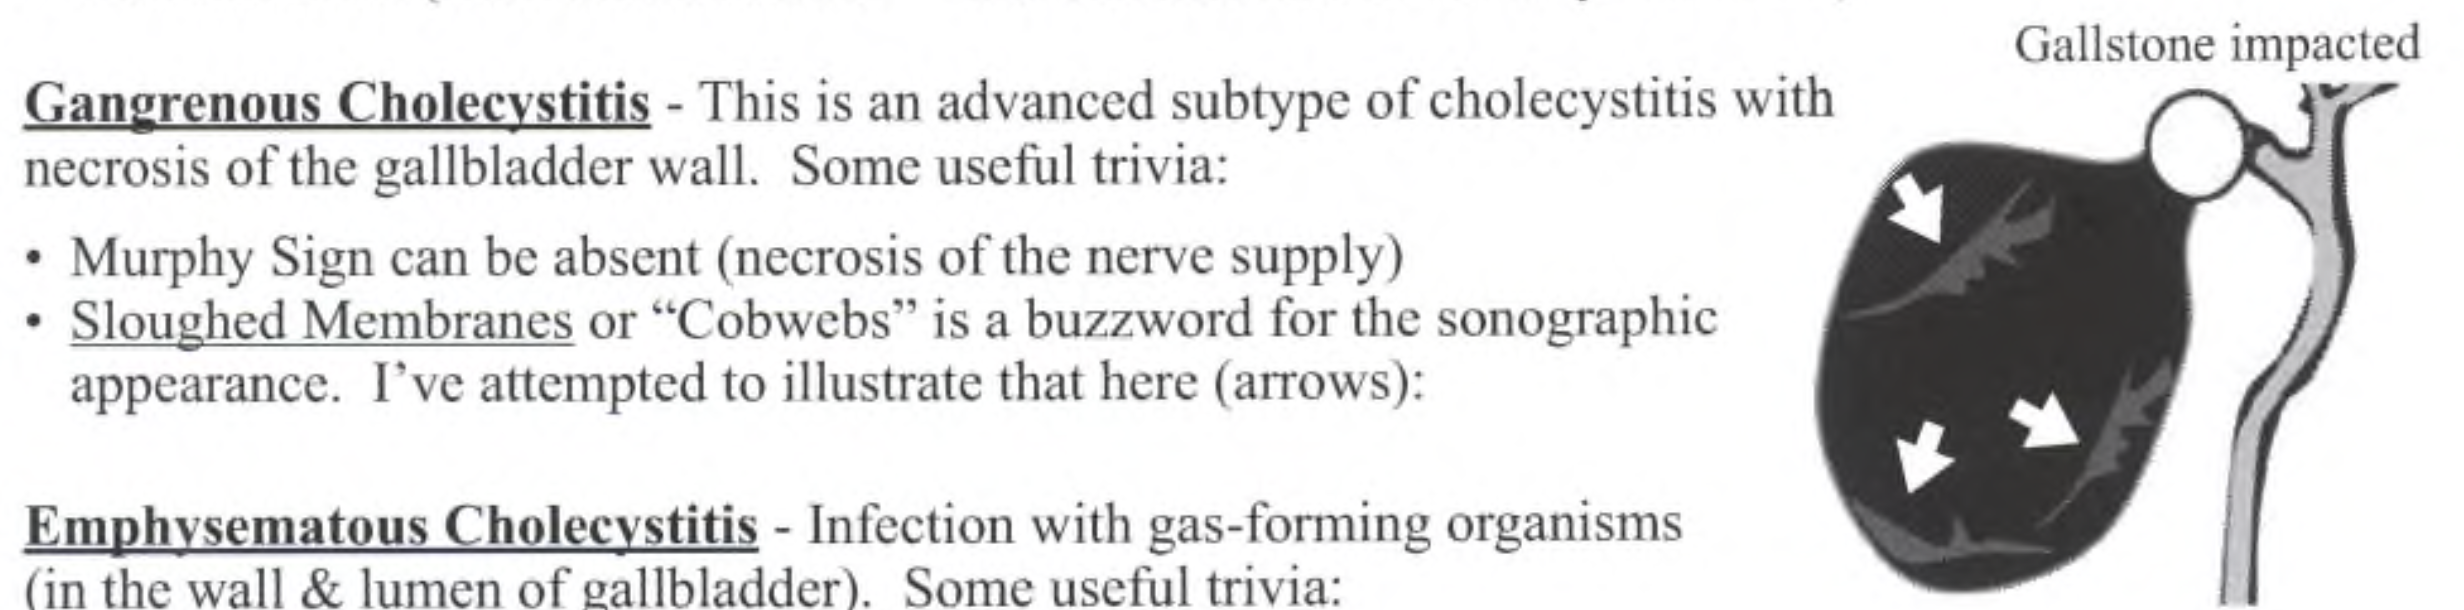 Gallstone impacted
Gangrenous Cholecystitis - This is an advanced subtype of cholecystitis with
necrosis of the gallbladder wall. Some useful trivia:
• Murphy Sign can be absent (necrosis of the nerve supply)
• Sloughed Membranes or “Cobwebs” is a buzzword for the sonographic
appearance. I’ve attempted to illustrate that here (arrows):
Emphysematous Cholecystitis - Infection with gas-forming organisms
(in the wall & lumen of gallbladder). Some useful trivia: